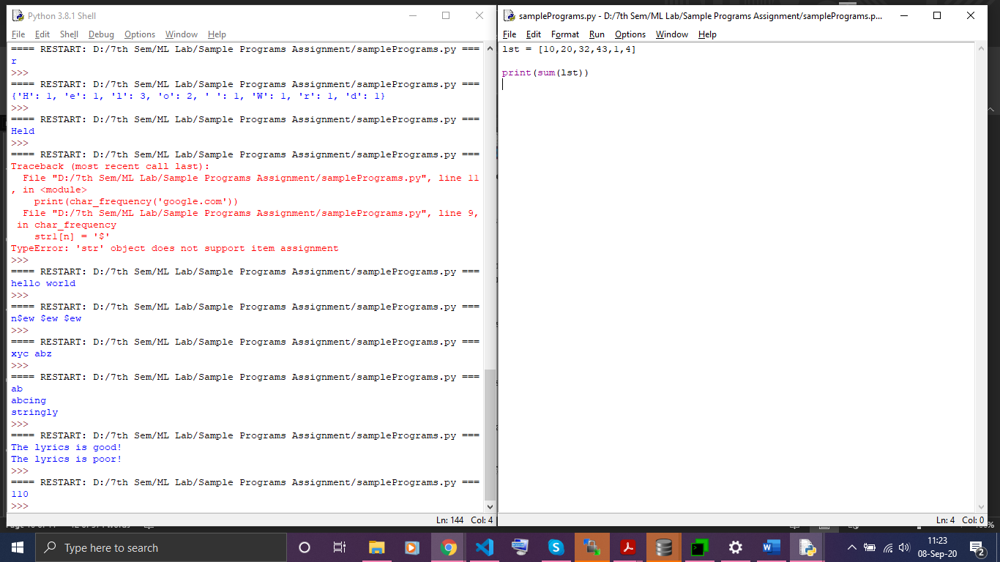 Python 3.8.1 Shell
File Edit Shell Debug Options Window Help
==== RESTART: D:/7th Sem/ML Lab/Sample Programs Assignment/samplePrograms.py ===
r
>>>
==== RESTART: D:/7th Sem/ML Lab/Sample Programs Assignment/samplePrograms.py ===
{'H': 1, 'e': 1, 'l': 3, 'o': 2, ' ': 1, 'W': 1, 'r': 1, 'd': 1}
>>>
==== RESTART: D:/7th Sem/ML Lab/Sample Programs Assignment/samplePrograms.py ===
Held
>>>
==== RESTART: D:/7th Sem/ML Lab/Sample Programs Assignment/samplePrograms.py ===
Traceback (most recent call last):
  File "D:/7th Sem/ML Lab/Sample Programs Assignment/samplePrograms.py", line 11
, in <module>
    print(char_frequency('google.com'))
  File "D:/7th Sem/ML Lab/Sample Programs Assignment/samplePrograms.py", line 9,
 in char_frequency
    str1[n] = '$'
TypeError: 'str' object does not support item assignment
>>>
==== RESTART: D:/7th Sem/ML Lab/Sample Programs Assignment/samplePrograms.py ===
hello world
>>>
==== RESTART: D:/7th Sem/ML Lab/Sample Programs Assignment/samplePrograms.py ===
n$ew $ew $ew
>>>
==== RESTART: D:/7th Sem/ML Lab/Sample Programs Assignment/samplePrograms.py ===
xyc abz
>>>
==== RESTART: D:/7th Sem/ML Lab/Sample Programs Assignment/samplePrograms.py ===
ab
abcing
stringly
>>>
==== RESTART: D:/7th Sem/ML Lab/Sample Programs Assignment/samplePrograms.py ===
The lyrics is good!
The lyrics is poor!
>>>
==== RESTART: D:/7th Sem/ML Lab/Sample Programs Assignment/samplePrograms.py ===
110
>>>
Ln: 144 Col: 4
samplePrograms.py - D:/7th Sem/ML Lab/Sample Programs Assignment/samplePrograms.p...
File Edit Format Run Options Window Help
lst = [10,20,32,43,1,4]
print(sum(lst))
Ln: 4 Col: 0
Type here to search
11:23
08-Sep-20
2